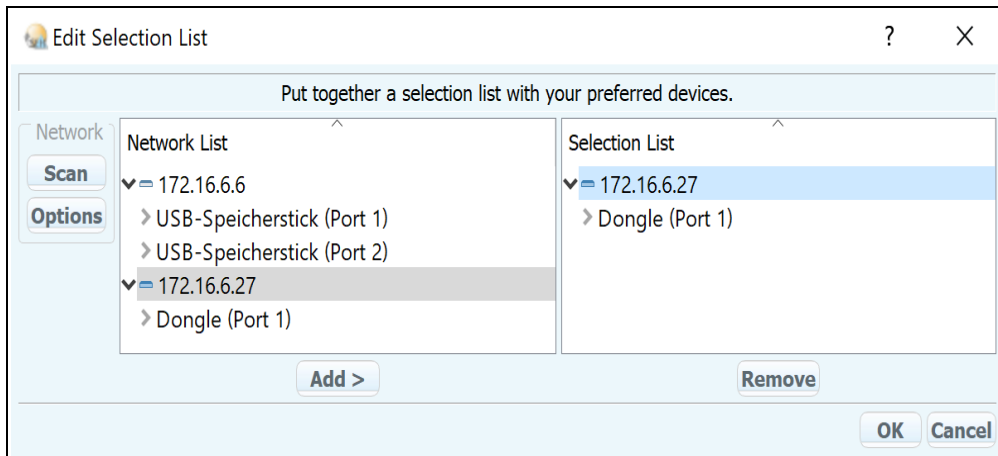 Edit Selection List
?
Put together a selection list with your preferred devices.
Network
Scan
Options
Network List
172.16.6.6
USB-Speicherstick (Port 1)
USB-Speicherstick (Port 2)
172.16.6.27
Dongle (Port 1)
Add >
Selection List
172.16.6.27
Dongle (Port 1)
Remove
OK
Cancel